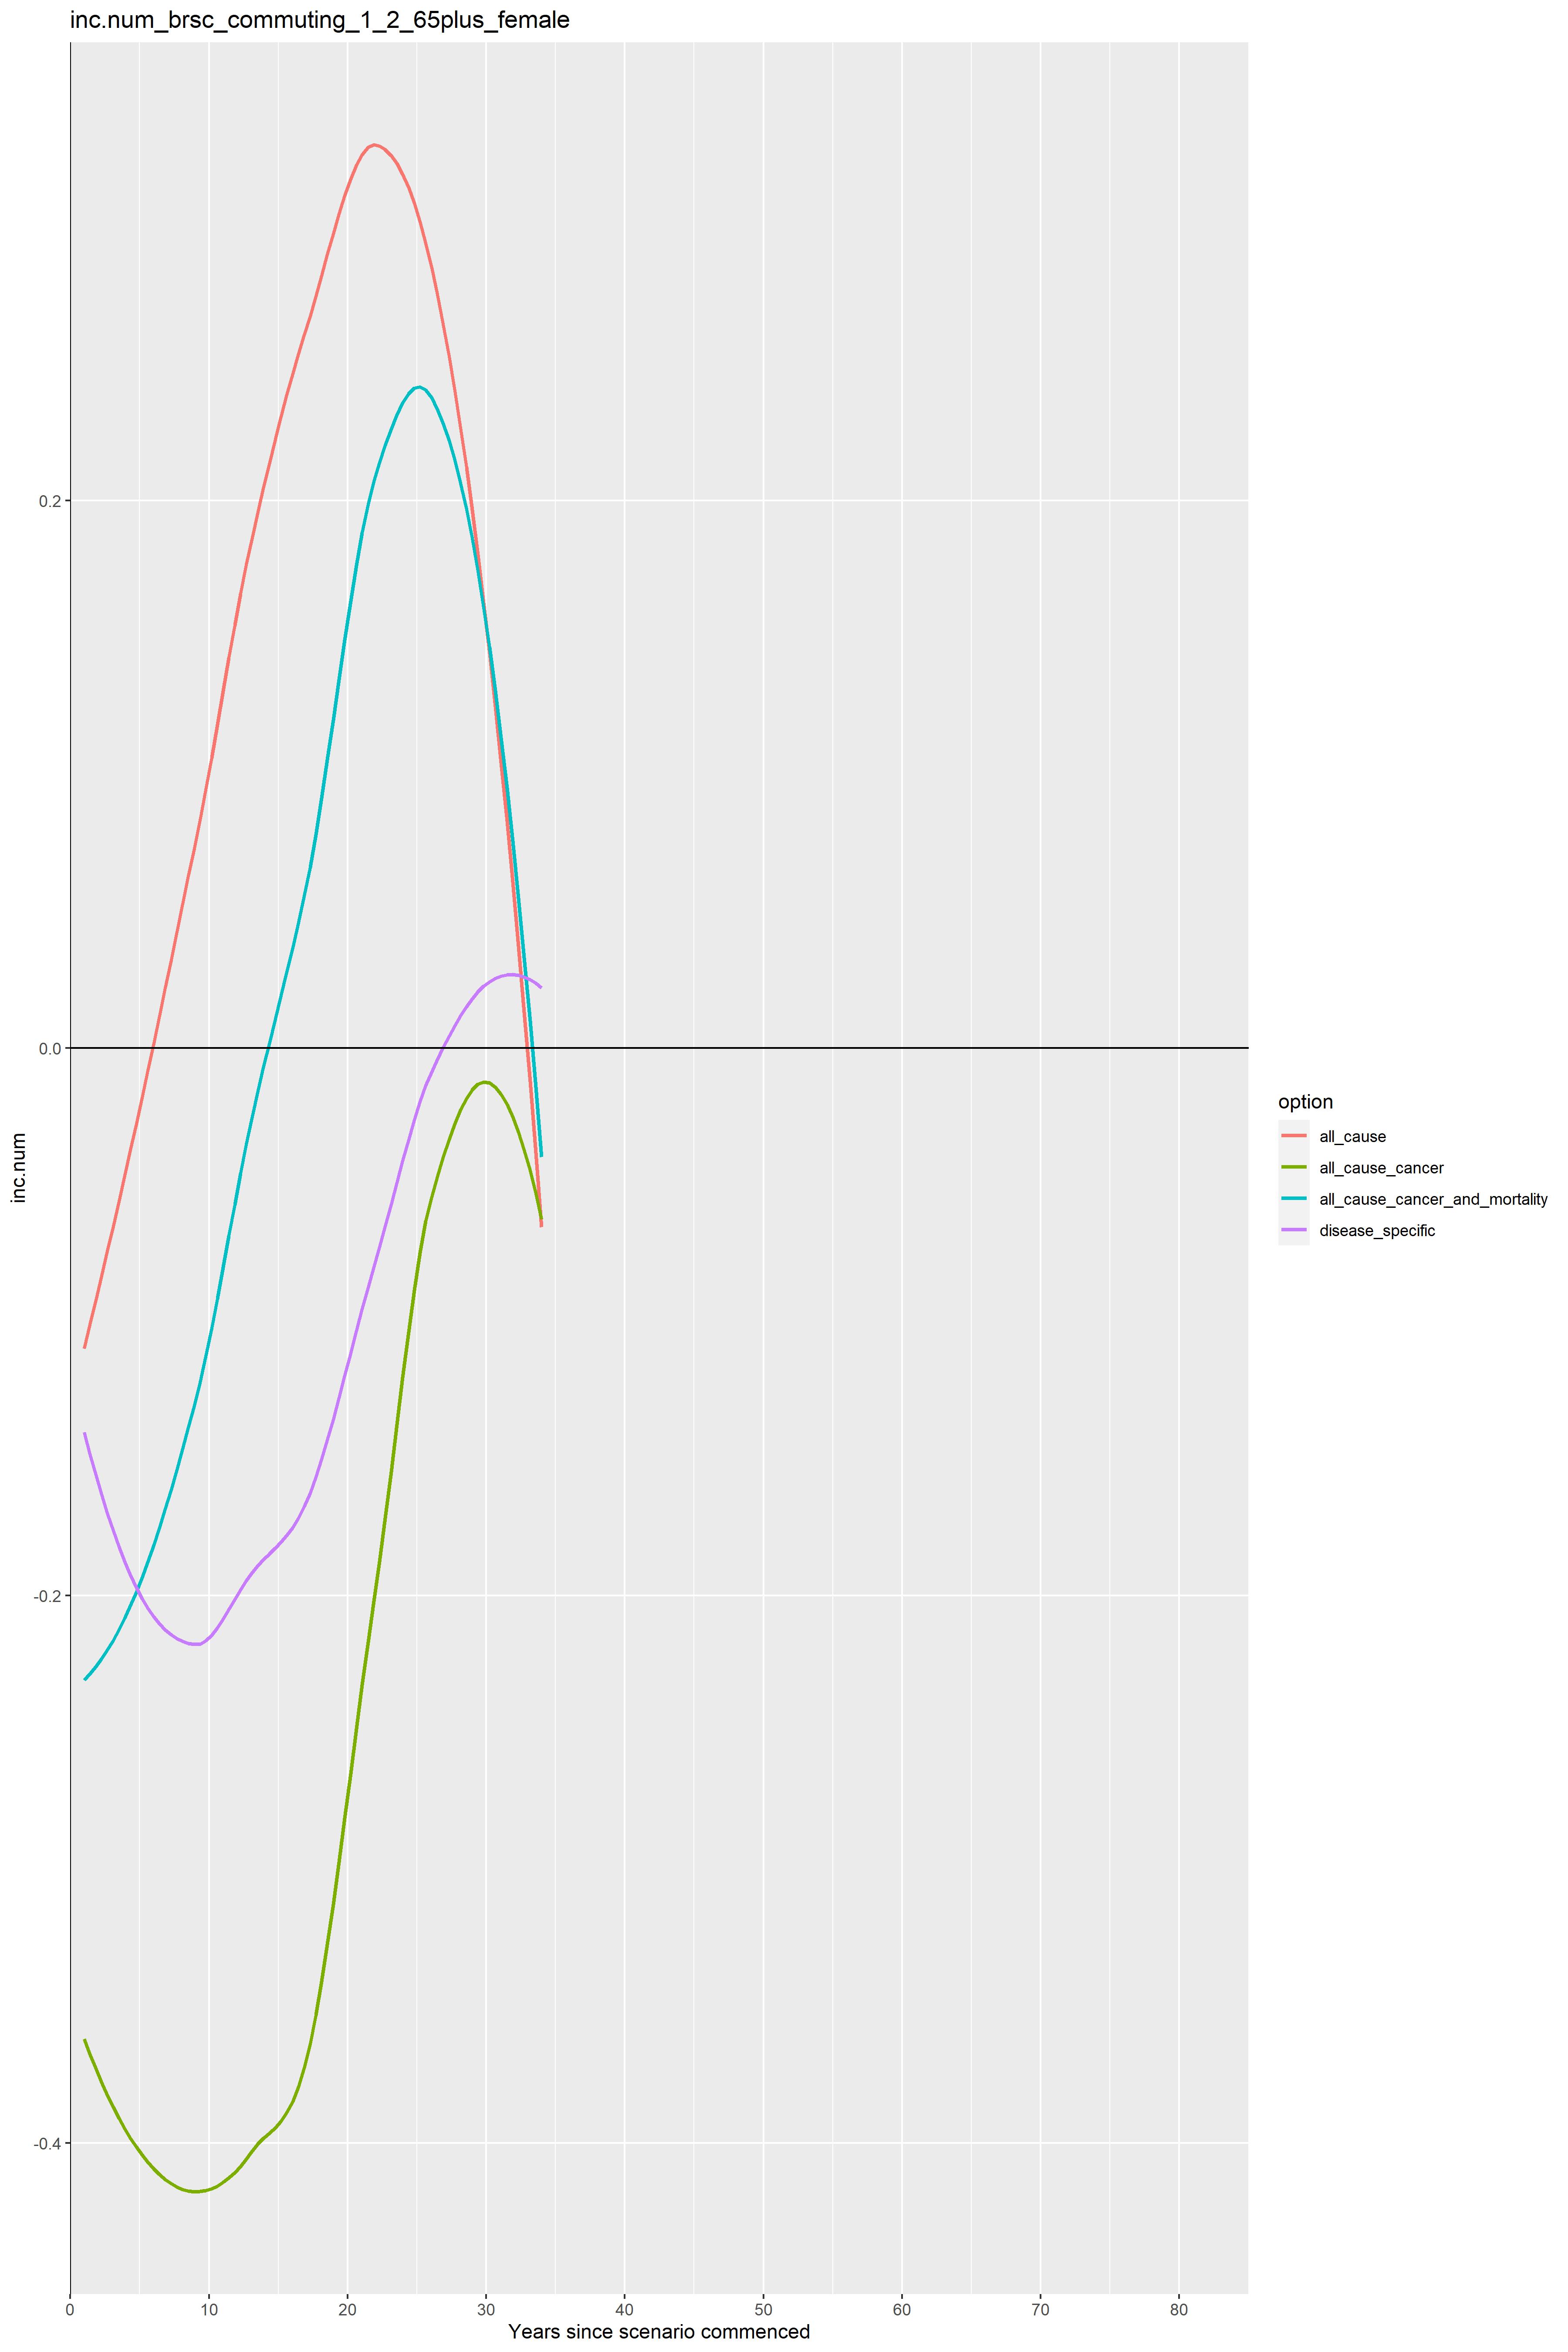 inc.num_brsc_commuting_1_2_65plus_female
inc.num
0.2
0.0
-0.2
-0.4
0 10 20 30 40 50 60 70 80
Years since scenario commenced
option
all_cause
all_cause_cancer
all_cause_cancer_and_mortality
disease_specific